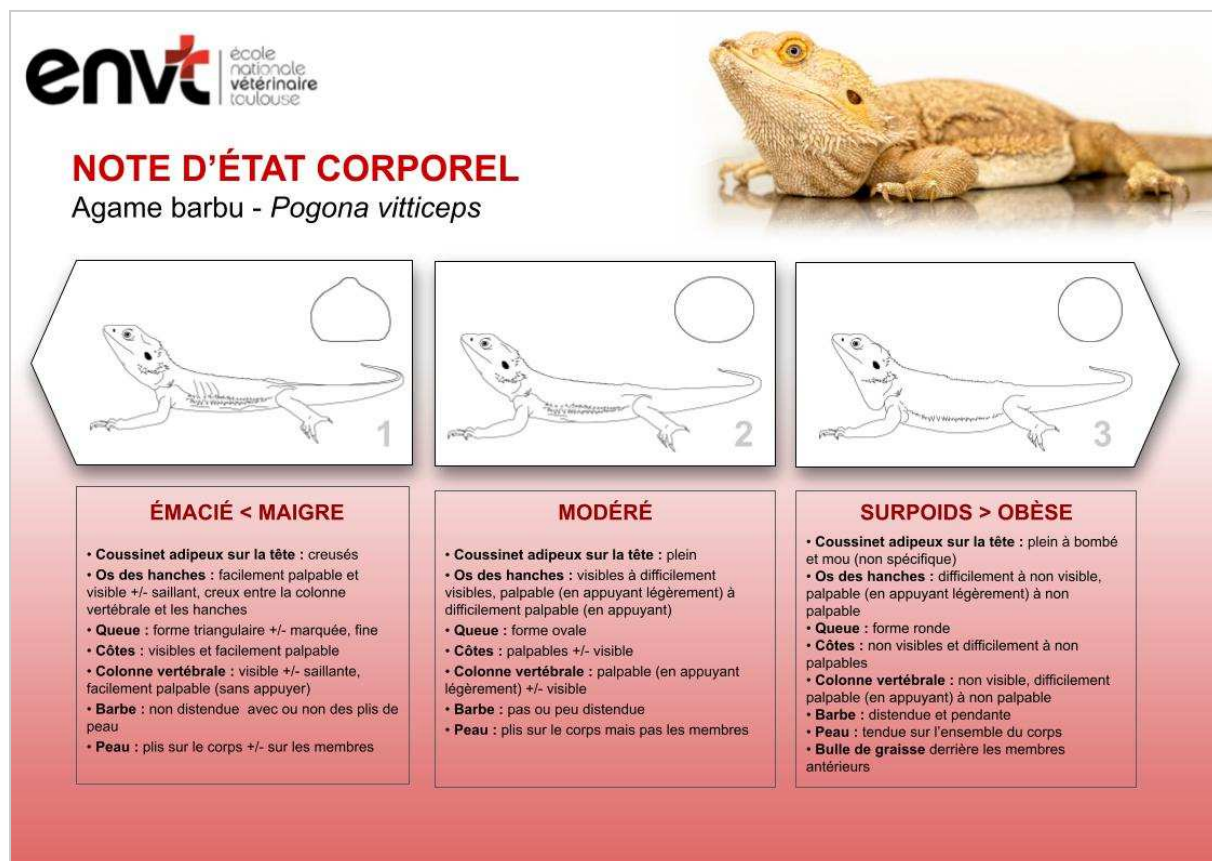 envt
école
nationale
vétérinaire
toulouse
NOTE D'ÉTAT CORPOREL
Agame barbu - Pogona vitticeps
1
2
3
ÉMACIÉ < MAIGRE
• Coussinet adipeux sur la tête : creusés
• Os des hanches : facilement palpable et
visible +/- saillant, creux entre la colonne
vertébrale et les hanches
• Queue : forme triangulaire +/- marquée, fine
• Côtes : visibles et facilement palpable
• Colonne vertébrale : visible +/- saillante,
facilement palpable (sans appuyer)
• Barbe : non distendue  avec ou non des plis de
peau
• Peau : plis sur le corps +/- sur les membres
MODÉRÉ
• Coussinet adipeux sur la tête : plein
• Os des hanches : visibles à difficilement
visibles, palpable (en appuyant légèrement) à
difficilement palpable (en appuyant)
• Queue : forme ovale
• Côtes : palpables +/- visible
• Colonne vertébrale : palpable (en appuyant
légèrement) +/- visible
• Barbe : pas ou peu distendue
• Peau : plis sur le corps mais pas les membres
SURPOIDS > OBÈSE
• Coussinet adipeux sur la tête : plein à bombé
et mou (non spécifique)
• Os des hanches : difficilement à non visible,
palpable (en appuyant légèrement) à non
palpable
• Queue : forme ronde
• Côtes : non visibles et difficilement à non
palpables
• Colonne vertébrale : non visible, difficilement
palpable (en appuyant) à non palpable
• Barbe : distendue et pendante
• Peau : tendue sur l'ensemble du corps
• Bulle de graisse derrière les membres
antérieurs